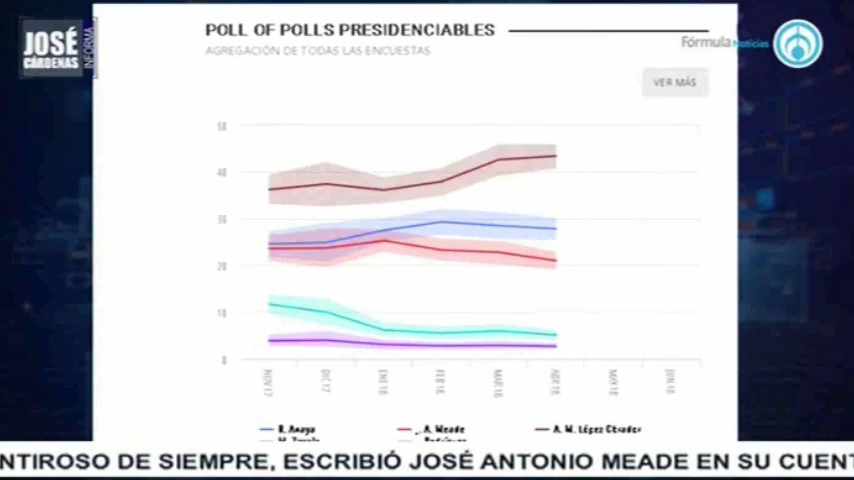 JOSÉ
CÁRDENAS
INFORMA
POLL OF POLLS PRESIDENCIABLES
AGREGACIÓN DE TODAS LAS ENCUESTAS
Fórmula Noticias
VER MÁS
50
40
30
20
10
0
NOV17
DIC17
ENE18
FEB18
MAR18
ABR18
MAY18
JUN18
R. Anaya
A. Meade
A. M. López Obrador
NTIROSO DE SIEMPRE, ESCRIBIÓ JOSÉ ANTONIO MEADE EN SU CUENT